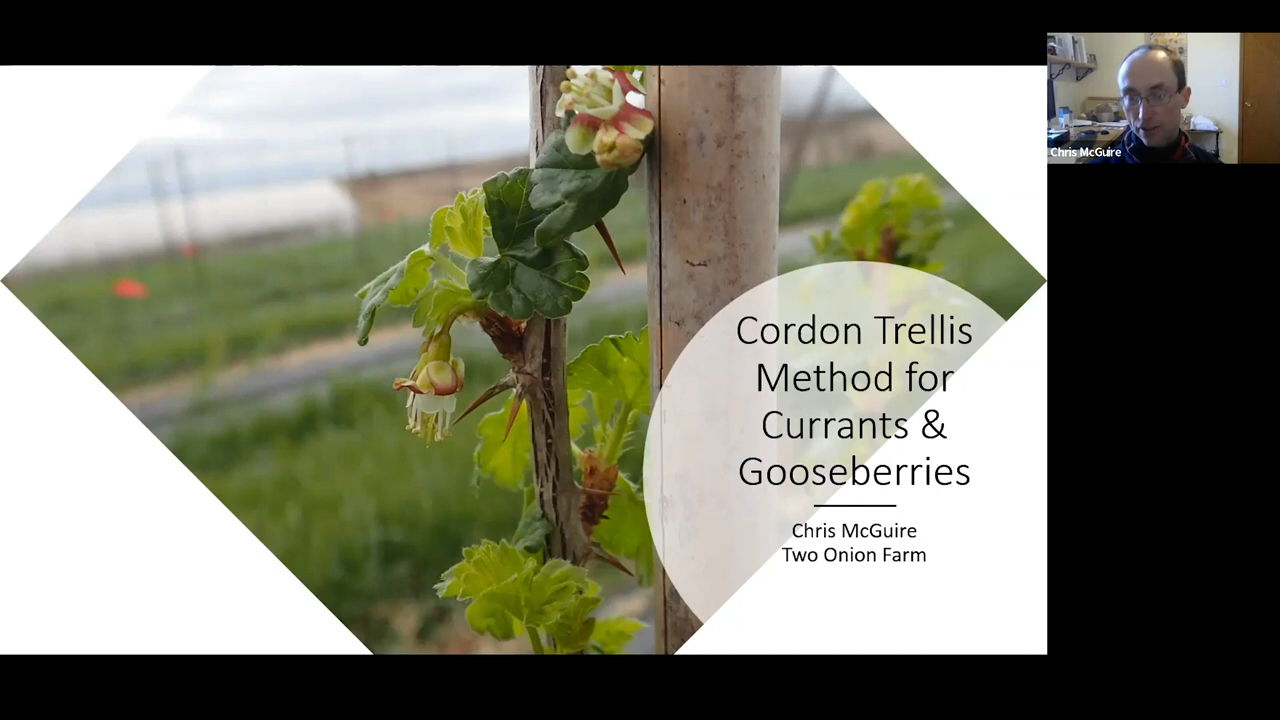 Cordon Trellis
Method for
Currants &
Gooseberries
Chris McGuire
Two Onion Farm
Chris McGuire